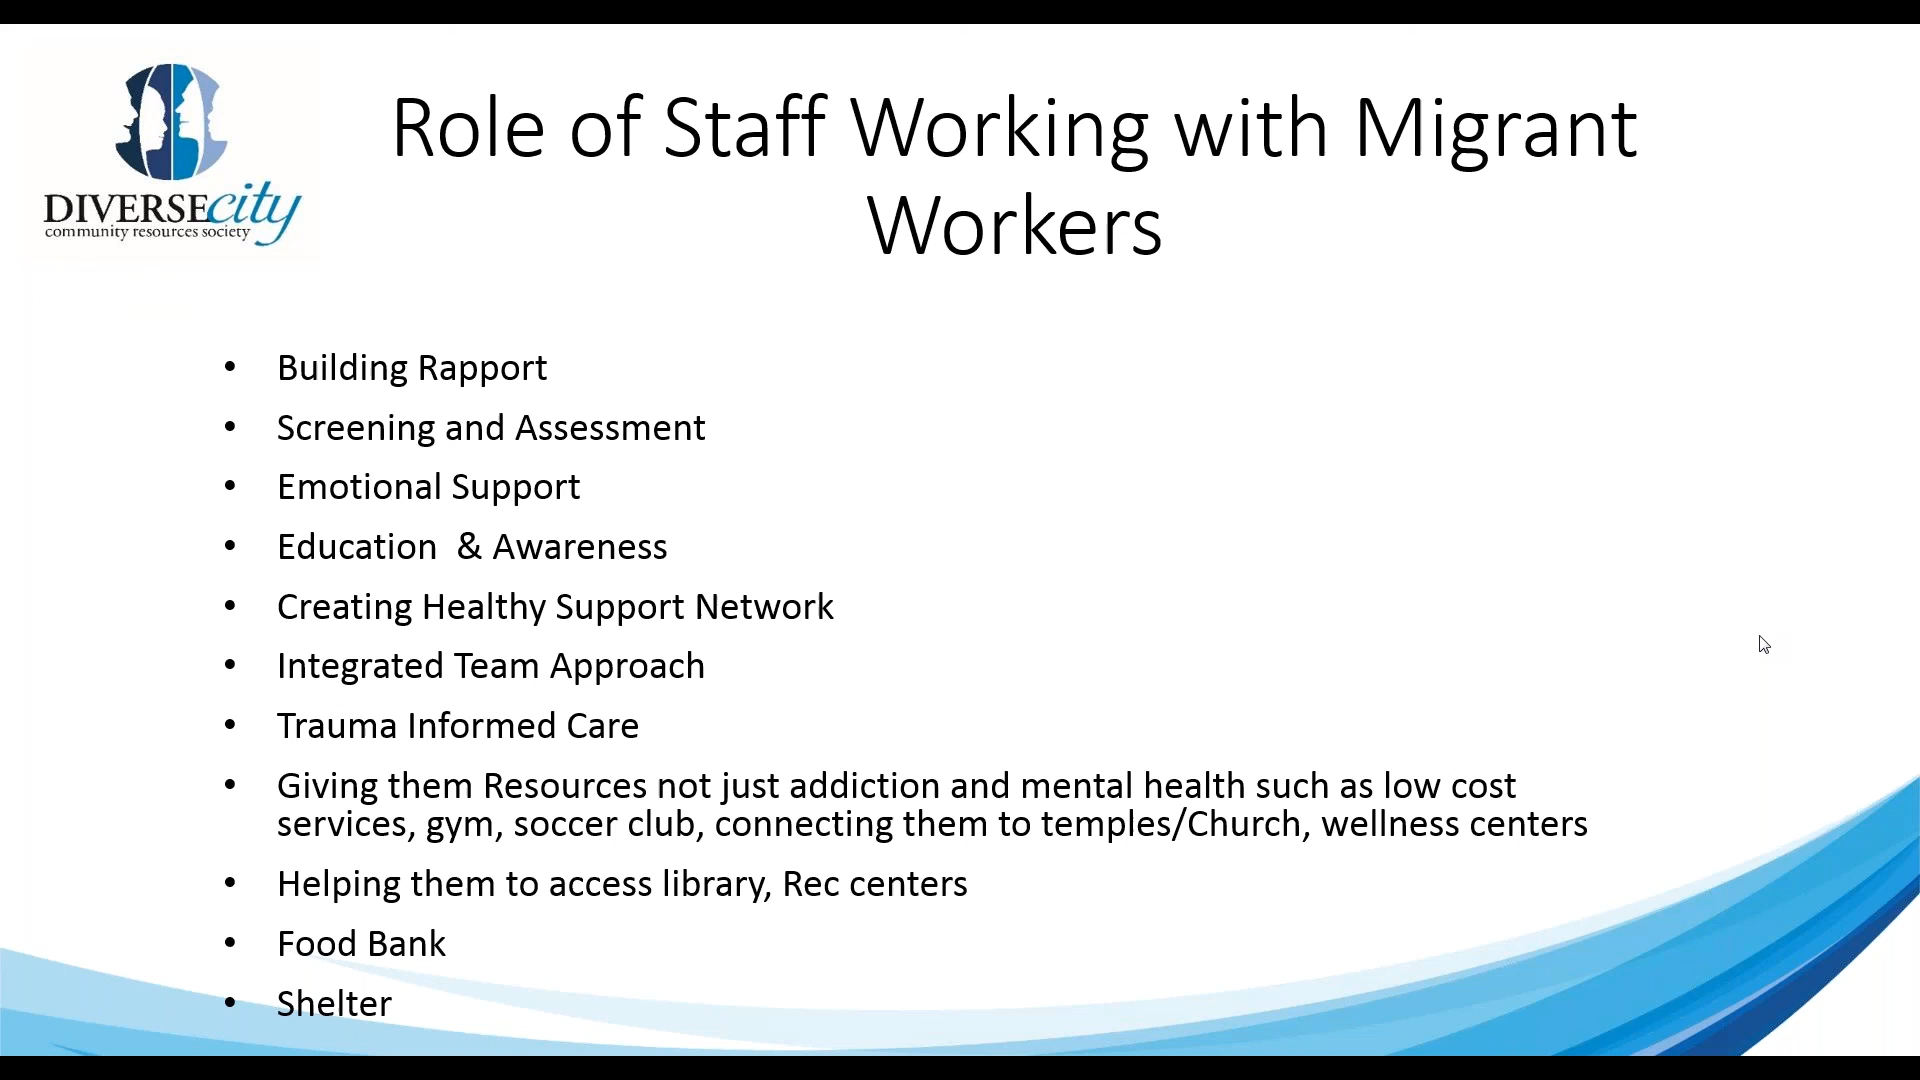 DIVERSEcity
community resources society
Role of Staff Working with Migrant
Workers
• Building Rapport
• Screening and Assessment
• Emotional Support
• Education  & Awareness
• Creating Healthy Support Network
• Integrated Team Approach
• Trauma Informed Care
• Giving them Resources not just addiction and mental health such as low cost
services, gym, soccer club, connecting them to temples/Church, wellness centers
• Helping them to access library, Rec centers
• Food Bank
• Shelter